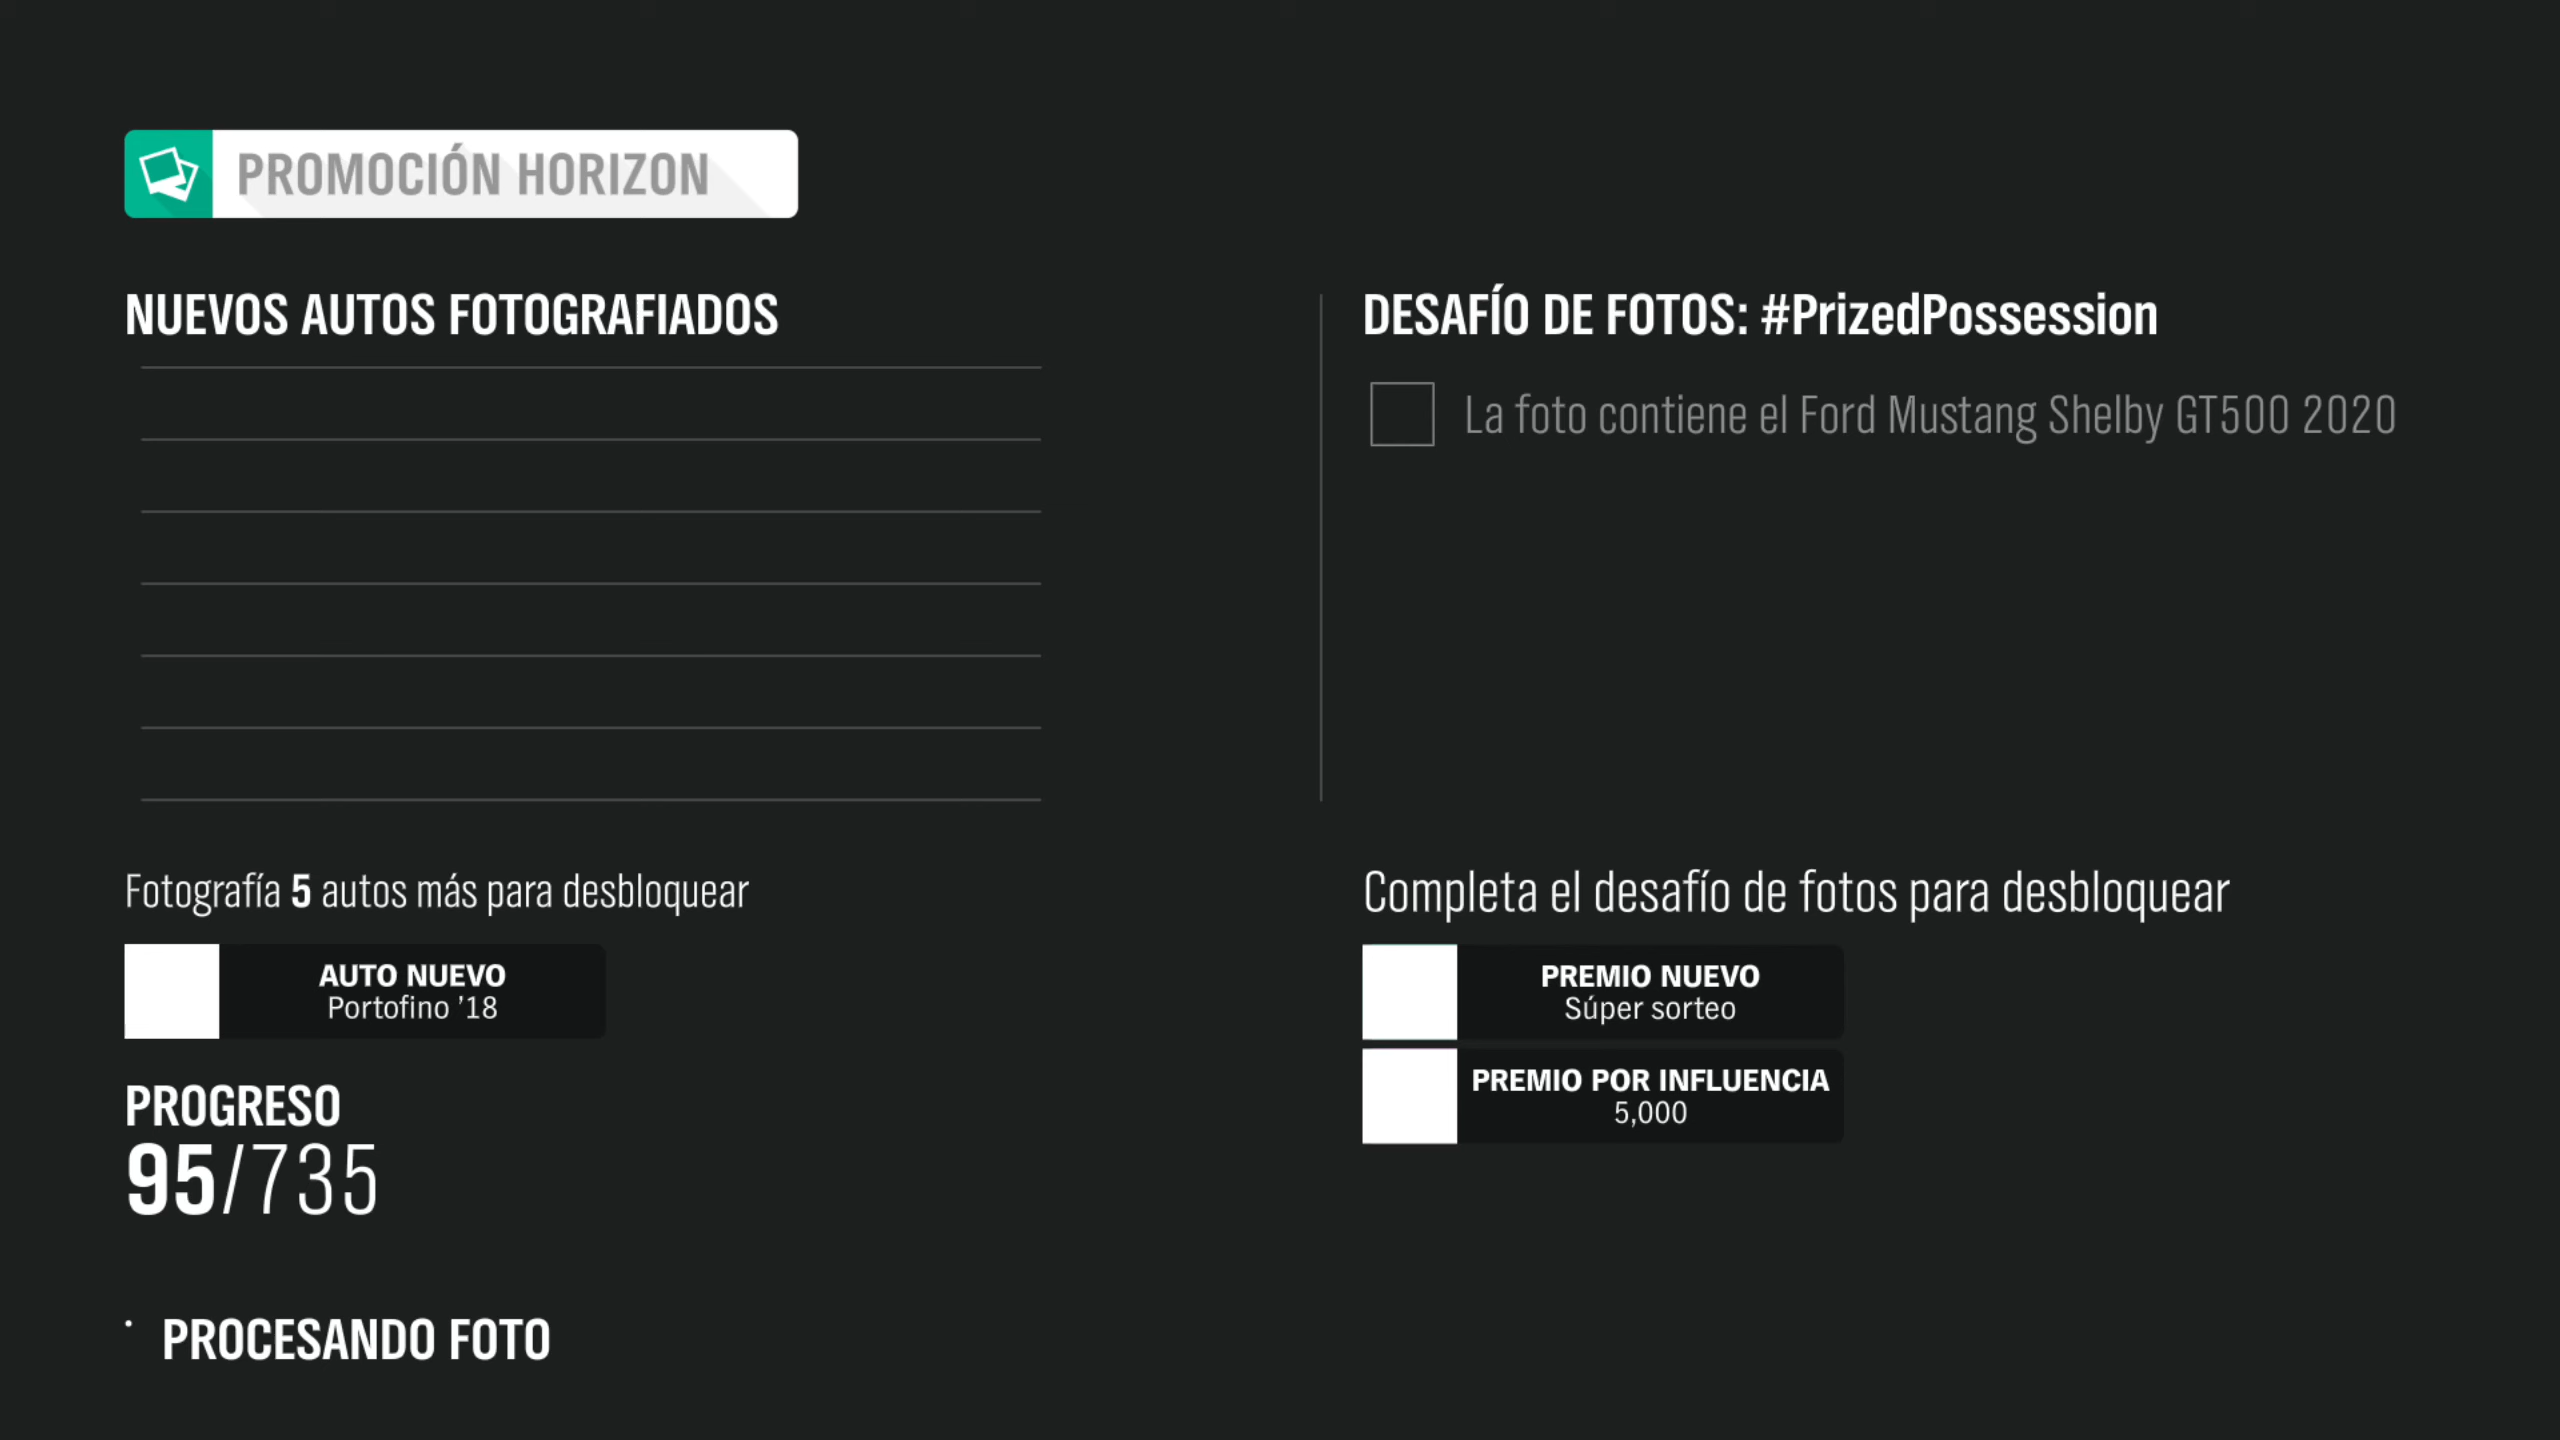 PROMOCIÓN HORIZON
NUEVOS AUTOS FOTOGRAFIADOS
Fotografía 5 autos más para desbloquear
AUTO NUEVO
Portofino ’18
PROGRESO
95/735
PROCESANDO FOTO
DESAFÍO DE FOTOS: #PrizedPossession
La foto contiene el Ford Mustang Shelby GT500 2020
Completa el desafío de fotos para desbloquear
PREMIO NUEVO
Súper sorteo
PREMIO POR INFLUENCIA
5,000